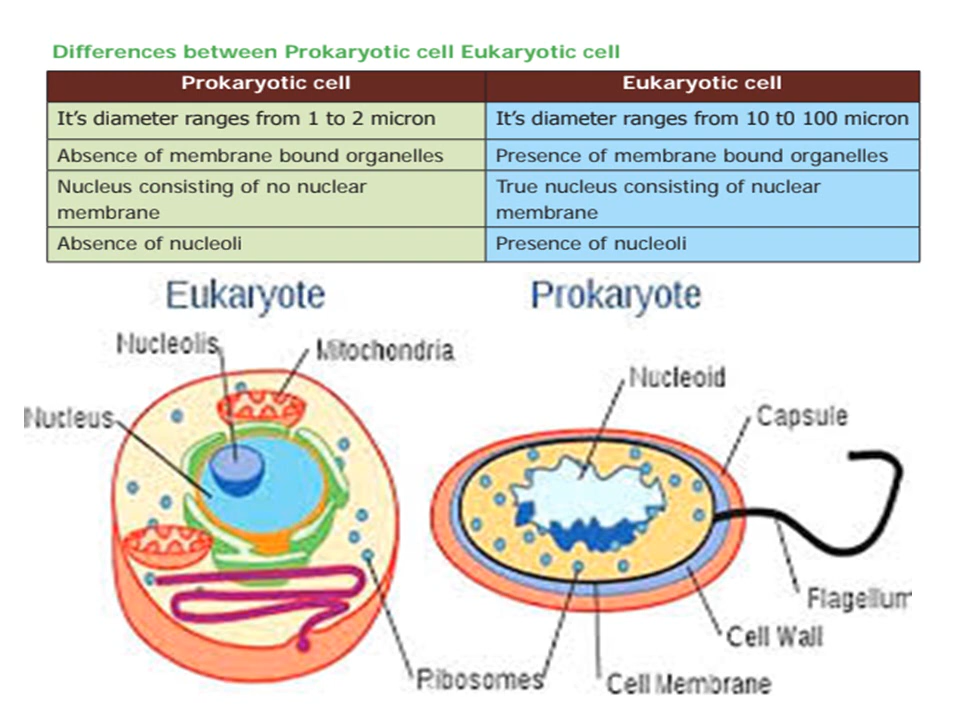 Differences between Prokaryotic cell Eukaryotic cell
Prokaryotic cell
Eukaryotic cell
It's diameter ranges from 1 to 2 micron
It's diameter ranges from 10 t0 100 micron
Absence of membrane bound organelles
Presence of membrane bound organelles
Nucleus consisting of no nuclear
membrane
True nucleus consisting of nuclear
membrane
Absence of nucleoli
Presence of nucleoli
Eukaryote
Prokaryote
Nucleolis
Mitochondria
Nucleoid
Nucleus
Capsule
Flagellum
Cell Wall
Ribosomes
Cell Membrane